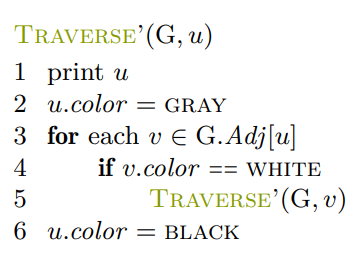 TRAVERSE’(G, u)
1 print u
2 u.color = GRAY
3 for each v ∈ G.Adj[u]
4 if v.color == WHITE
5 TRAVERSE’(G, v)
6 u.color = BLACK